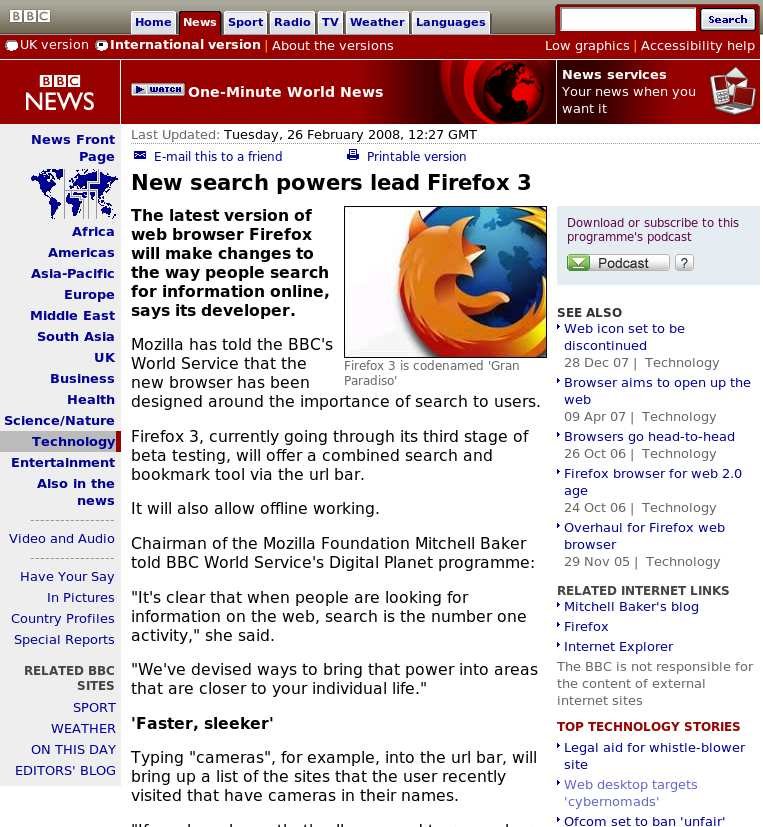 BBC
Home
News
Sport
Radio
TV
Weather
Languages
Search
UK version
International version | About the versions
Low graphics | Accessibility help
BBC
NEWS
WATCH One-Minute World News
News services
Your news when you
want it
News Front
Page
Africa
Americas
Asia-Pacific
Europe
Middle East
South Asia
UK
Business
Health
Science/Nature
Technology
Entertainment
Also in the
news
Video and Audio
Have Your Say
In Pictures
Country Profiles
Special Reports
RELATED BBC
SITES
SPORT
WEATHER
ON THIS DAY
EDITORS' BLOG
Last Updated: Tuesday, 26 February 2008, 12:27 GMT
E-mail this to a friend
Printable version
New search powers lead Firefox 3
The latest version of
web browser Firefox
will make changes to
the way people search
for information online,
says its developer.
Firefox 3 is codenamed 'Gran
Paradiso'
Mozilla has told the BBC's
World Service that the
new browser has been
designed around the importance of search to users.
Firefox 3, currently going through its third stage of
beta testing, will offer a combined search and
bookmark tool via the url bar.
It will also allow offline working.
Chairman of the Mozilla Foundation Mitchell Baker
told BBC World Service's Digital Planet programme:
"It's clear that when people are looking for
information on the web, search is the number one
activity," she said.
"We've devised ways to bring that power into areas
that are closer to your individual life."
'Faster, sleeker'
Typing "cameras", for example, into the url bar, will
bring up a list of the sites that the user recently
visited that have cameras in their names.
Download or subscribe to this
programme's podcast
Podcast
?
SEE ALSO
Web icon set to be
discontinued
28 Dec 07 | Technology
Browser aims to open up the
web
09 Apr 07 | Technology
Browsers go head-to-head
26 Oct 06 | Technology
Firefox browser for web 2.0
age
24 Oct 06 | Technology
Overhaul for Firefox web
browser
29 Nov 05 | Technology
RELATED INTERNET LINKS
Mitchell Baker's blog
Firefox
Internet Explorer
The BBC is not responsible for
the content of external
internet sites
TOP TECHNOLOGY STORIES
Legal aid for whistle-blower
site
Web desktop targets
'cybernomads'
Ofcom set to ban 'unfair'